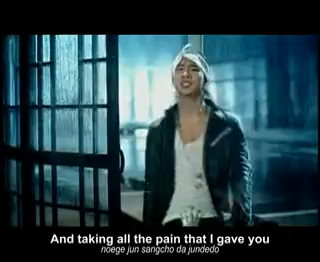 And taking all the pain that I gave you
noege jun sangcho da jundedo